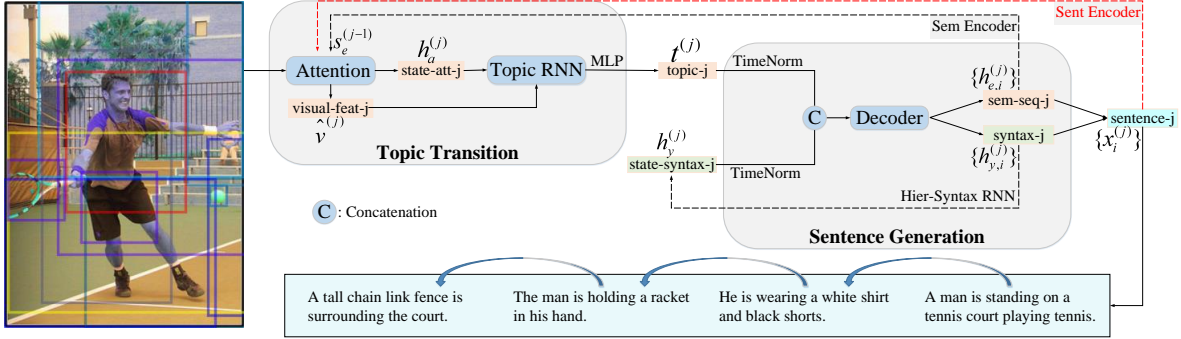 Sent Encoder
Sem Encoder
s_e^{(j-1)}
Attention
h_a^{(j)}
state-att-j
Topic RNN
MLP
t^{(j)}
topic-j
TimeNorm
visual-feat-j
\hat{v}^{(j)}
Topic Transition
h_y^{(j)}
state-syntax-j
TimeNorm
C
Decoder
{h_{e,i}^{(j)}}
sem-seq-j
syntax-j
{h_{y,i}^{(j)}}
sentence-j
{x_i^{(j)}}
Hier-Syntax RNN
Sentence Generation
C : Concatenation
A tall chain link fence is
surrounding the court.
The man is holding a racket
in his hand.
He is wearing a white shirt
and black shorts.
A man is standing on a
tennis court playing tennis.